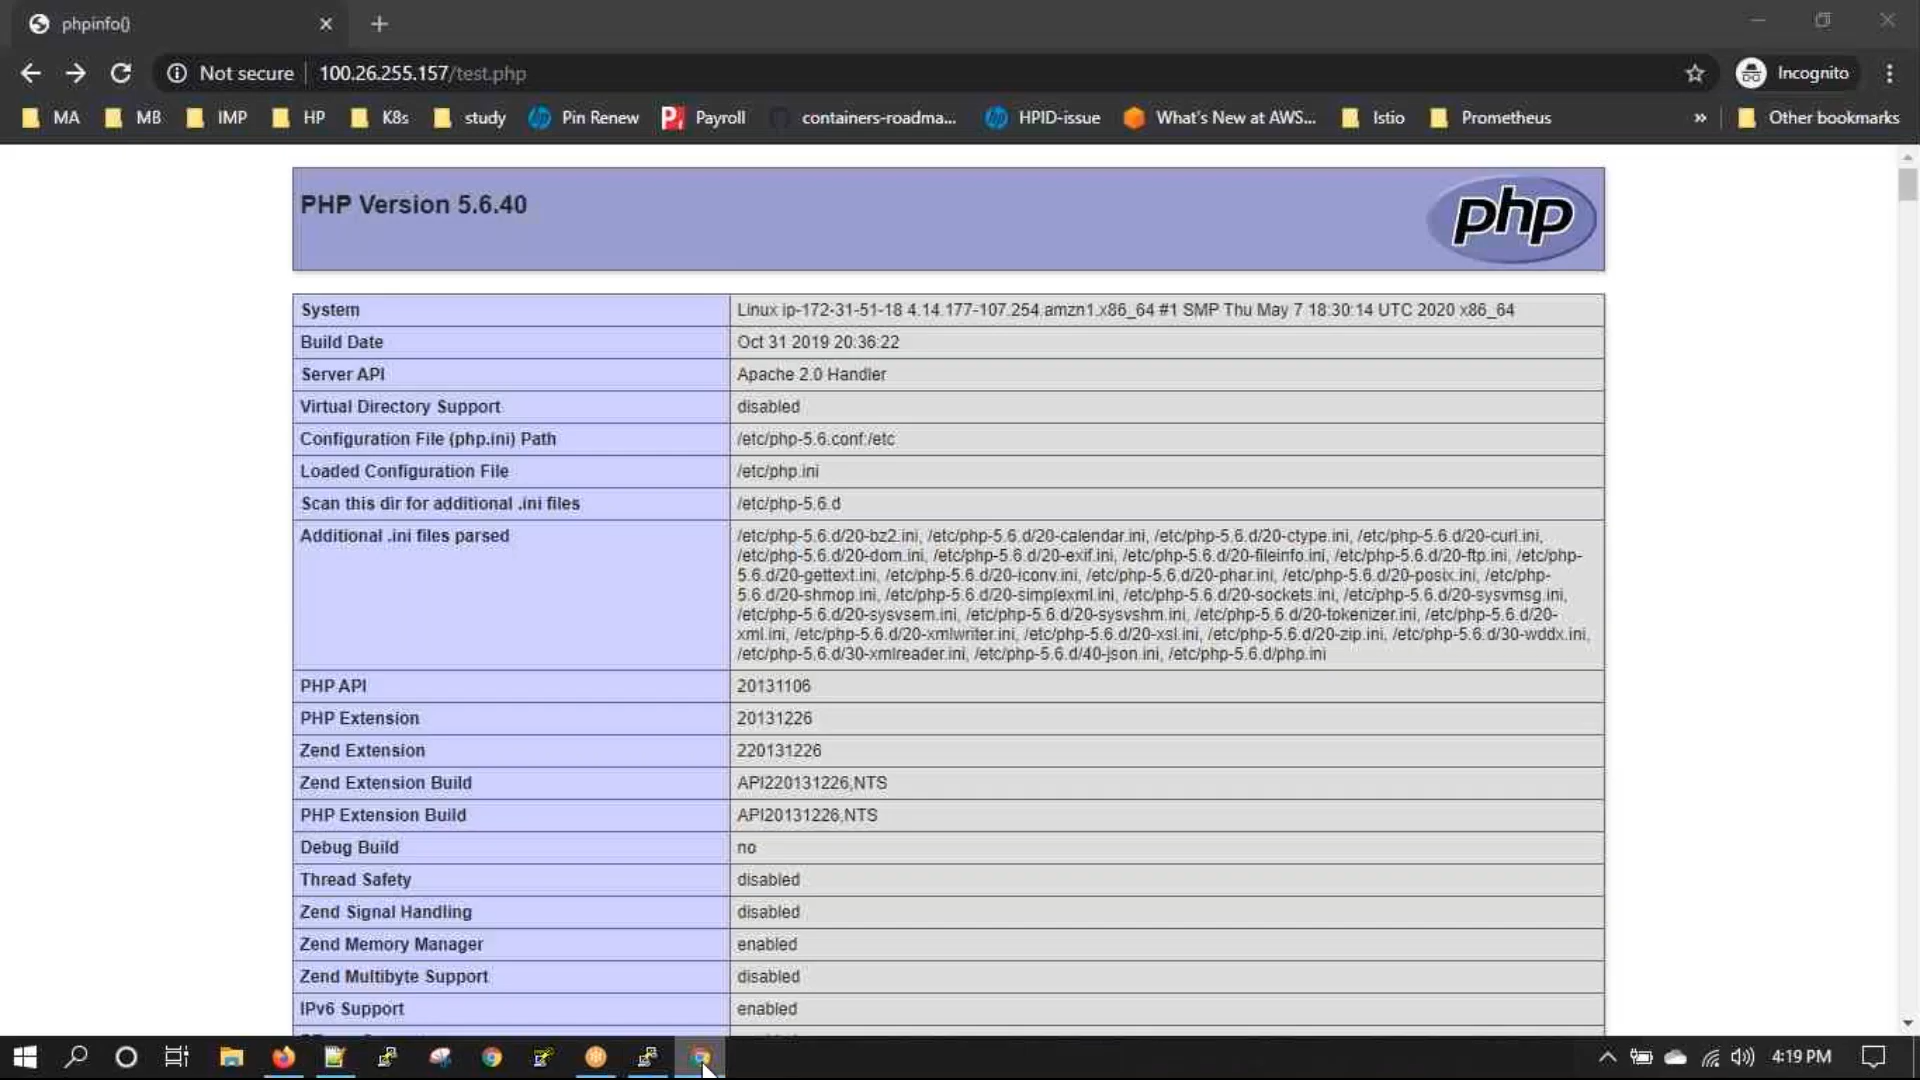 phpinfo()
Not secure
100.26.255.157/test.php
Incognito
MA
MB
IMP
HP
K8s
study
Pin Renew
Payroll
containers-roadma...
HPID-issue
What's New at AWS...
Istio
Prometheus
»
Other bookmarks
PHP Version 5.6.40
php
System
Linux ip-172-31-51-18 4.14.177-107.254.amzn1.x86_64 #1 SMP Thu May 7 18:30:14 UTC 2020 x86_64
Build Date
Oct 31 2019 20:36:22
Server API
Apache 2.0 Handler
Virtual Directory Support
disabled
Configuration File (php.ini) Path
/etc/php-5.6.conf:/etc
Loaded Configuration File
/etc/php.ini
Scan this dir for additional .ini files
/etc/php-5.6.d
Additional .ini files parsed
/etc/php-5.6.d/20-bz2.ini, /etc/php-5.6.d/20-calendar.ini, /etc/php-5.6.d/20-ctype.ini, /etc/php-5.6.d/20-curl.ini,
/etc/php-5.6.d/20-dom.ini, /etc/php-5.6.d/20-exif.ini, /etc/php-5.6.d/20-fileinfo.ini, /etc/php-5.6.d/20-ftp.ini, /etc/php-
5.6.d/20-gettext.ini, /etc/php-5.6.d/20-iconv.ini, /etc/php-5.6.d/20-phar.ini, /etc/php-5.6.d/20-posix.ini, /etc/php-
5.6.d/20-shmop.ini, /etc/php-5.6.d/20-simplexml.ini, /etc/php-5.6.d/20-sockets.ini, /etc/php-5.6.d/20-sysvmsg.ini,
/etc/php-5.6.d/20-sysvsem.ini, /etc/php-5.6.d/20-sysvshm.ini, /etc/php-5.6.d/20-tokenizer.ini, /etc/php-5.6.d/20-
xml.ini, /etc/php-5.6.d/20-xmlwriter.ini, /etc/php-5.6.d/20-xsl.ini, /etc/php-5.6.d/20-zip.ini, /etc/php-5.6.d/30-wddx.ini,
/etc/php-5.6.d/30-xmlreader.ini, /etc/php-5.6.d/40-json.ini, /etc/php-5.6.d/php.ini
PHP API
20131106
PHP Extension
20131226
Zend Extension
220131226
Zend Extension Build
API220131226,NTS
PHP Extension Build
API20131226,NTS
Debug Build
no
Thread Safety
disabled
Zend Signal Handling
disabled
Zend Memory Manager
enabled
Zend Multibyte Support
disabled
IPv6 Support
enabled
4:19 PM